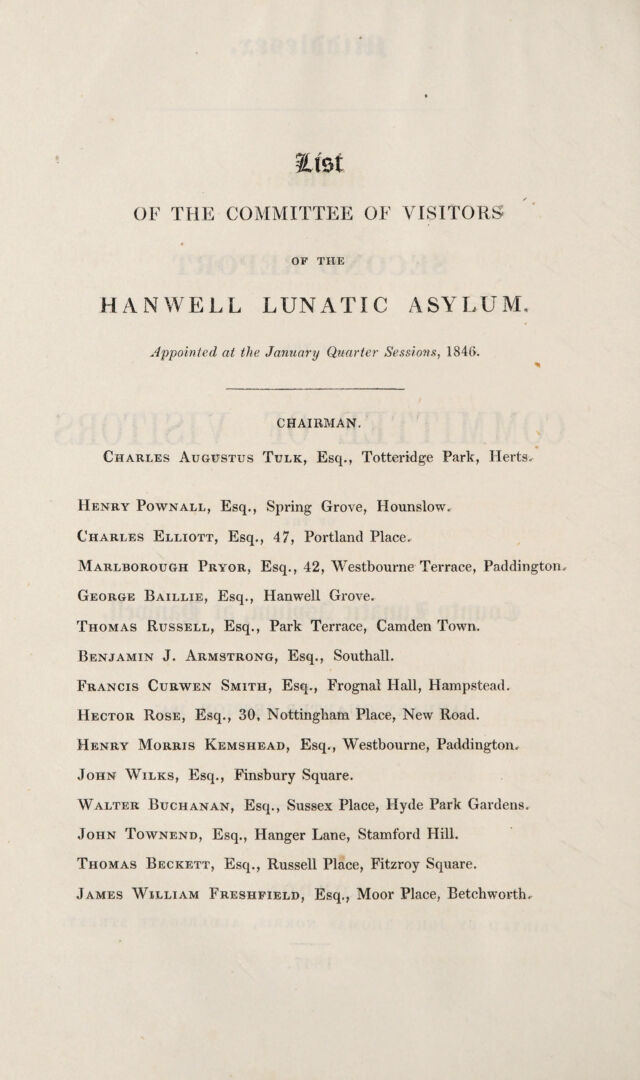 List
OF THE COMMITTEE OF VISITORS
OF THE
HANWELL LUNATIC ASYLUM.
Appointed at the January Quarter Sessions, 1846.
CHAIRMAN.
CHARLES AUGUSTUS TULK, Esq., Totteridge Park, Herts.
HENRY POWNALL, Esq., Spring Grove, Hounslow.
CHARLES ELLIOTT, Esq., 47, Portland Place.
MARLBOROUGH PRYOR, Esq., 42, Westbourne Terrace, Paddington.
GEORGE BAILLIE, Esq., Hanwell Grove.
THOMAS RUSSELL, Esq., Park Terrace, Camden Town.
BENJAMIN J. ARMSTRONG, Esq., Southall.
FRANCIS CURWEN SMITH, Esq., Frognal Hall, Hampstead.
HECTOR ROSE, Esq., 30, Nottingham Place, New Road.
HENRY MORRIS KEMSHEAD, Esq., Westbourne, Paddington.
JOHN WILKS, Esq., Finsbury Square.
WALTER BUCHANAN, Esq., Sussex Place, Hyde Park Gardens.
JOHN TOWNEND, Esq., Hanger Lane, Stamford Hill.
THOMAS BECKETT, Esq., Russell Place, Fitzroy Square.
JAMES WILLIAM FRESHFIELD, Esq., Moor Place, Betchworth.